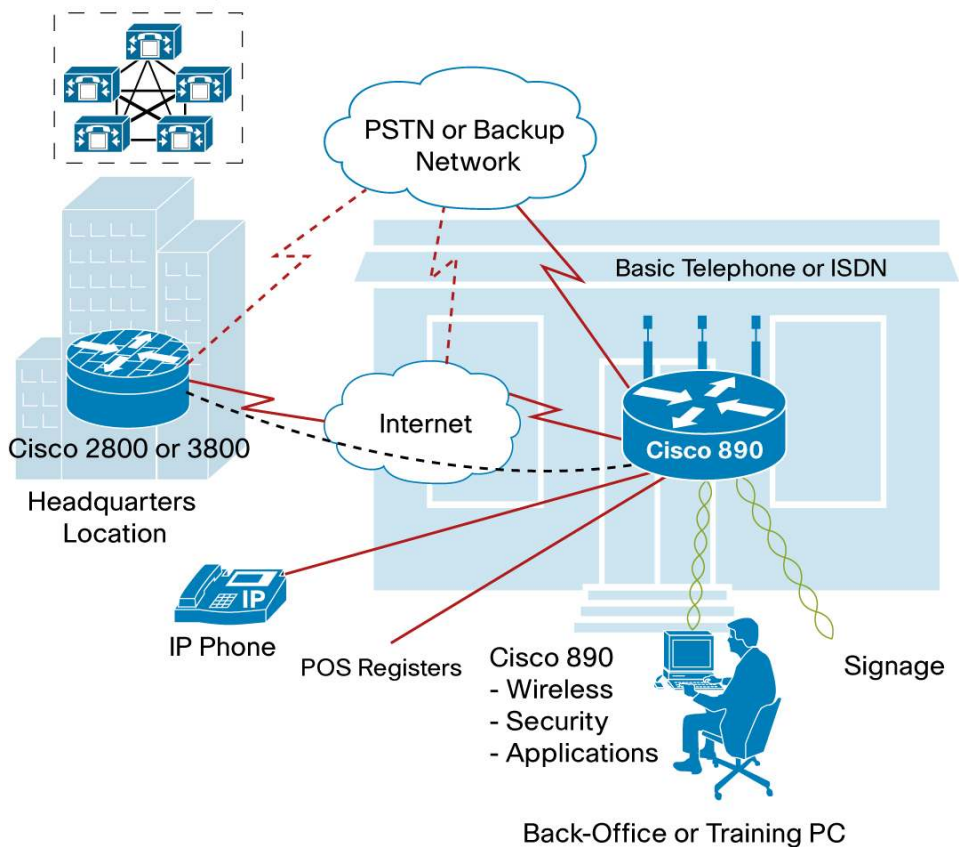 PSTN or Backup
Network
Basic Telephone or ISDN
Internet
Cisco 890
Cisco 2800 or 3800
Headquarters
Location
IP
IP Phone
POS Registers
Cisco 890
- Wireless
- Security
- Applications
Signage
Back-Office or Training PC